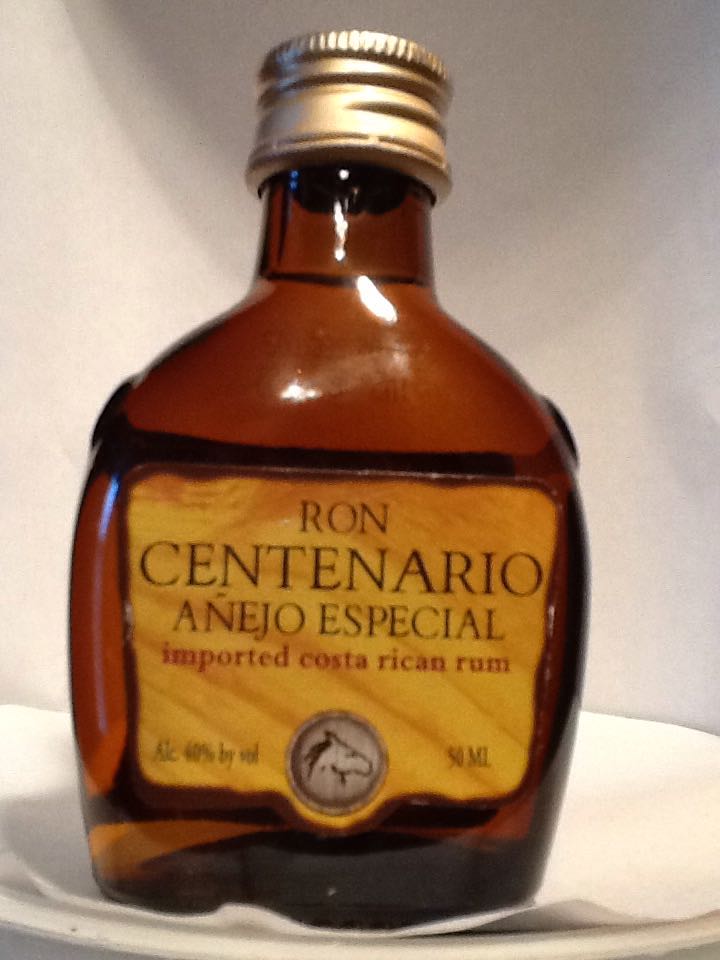 RON
CENTENARIO
AÑEJO ESPECIAL
imported costa rican rum
Alc. 40% by vol
50 ML